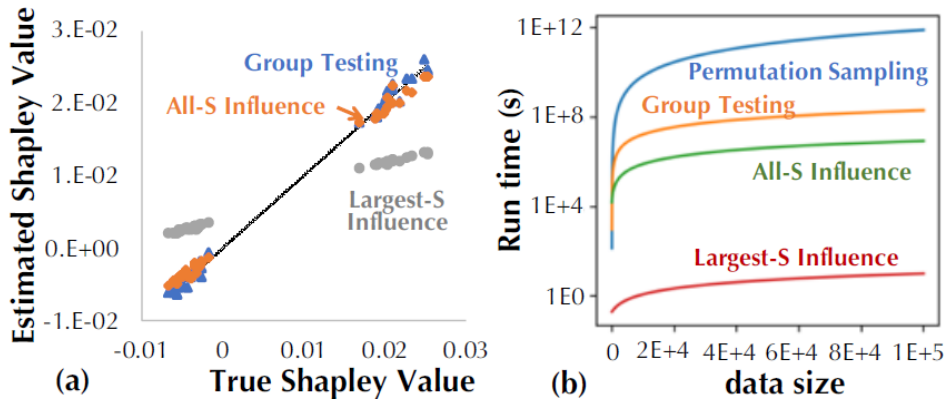 3.E-02
2.E-02
1.E-02
0.E+00
-1.E-02
Estimated Shapley Value
Group Testing
All-S Influence
Largest-S
Influence
-0.01
0
0.01
0.02
0.03
(a)
True Shapley Value
1E+12
1E+8
1E+4
1E0
Run time (s)
Permutation Sampling
Group Testing
All-S Influence
Largest-S Influence
0
2E+4
4E+4
6E+4
8E+4
1E+5
(b)
data size